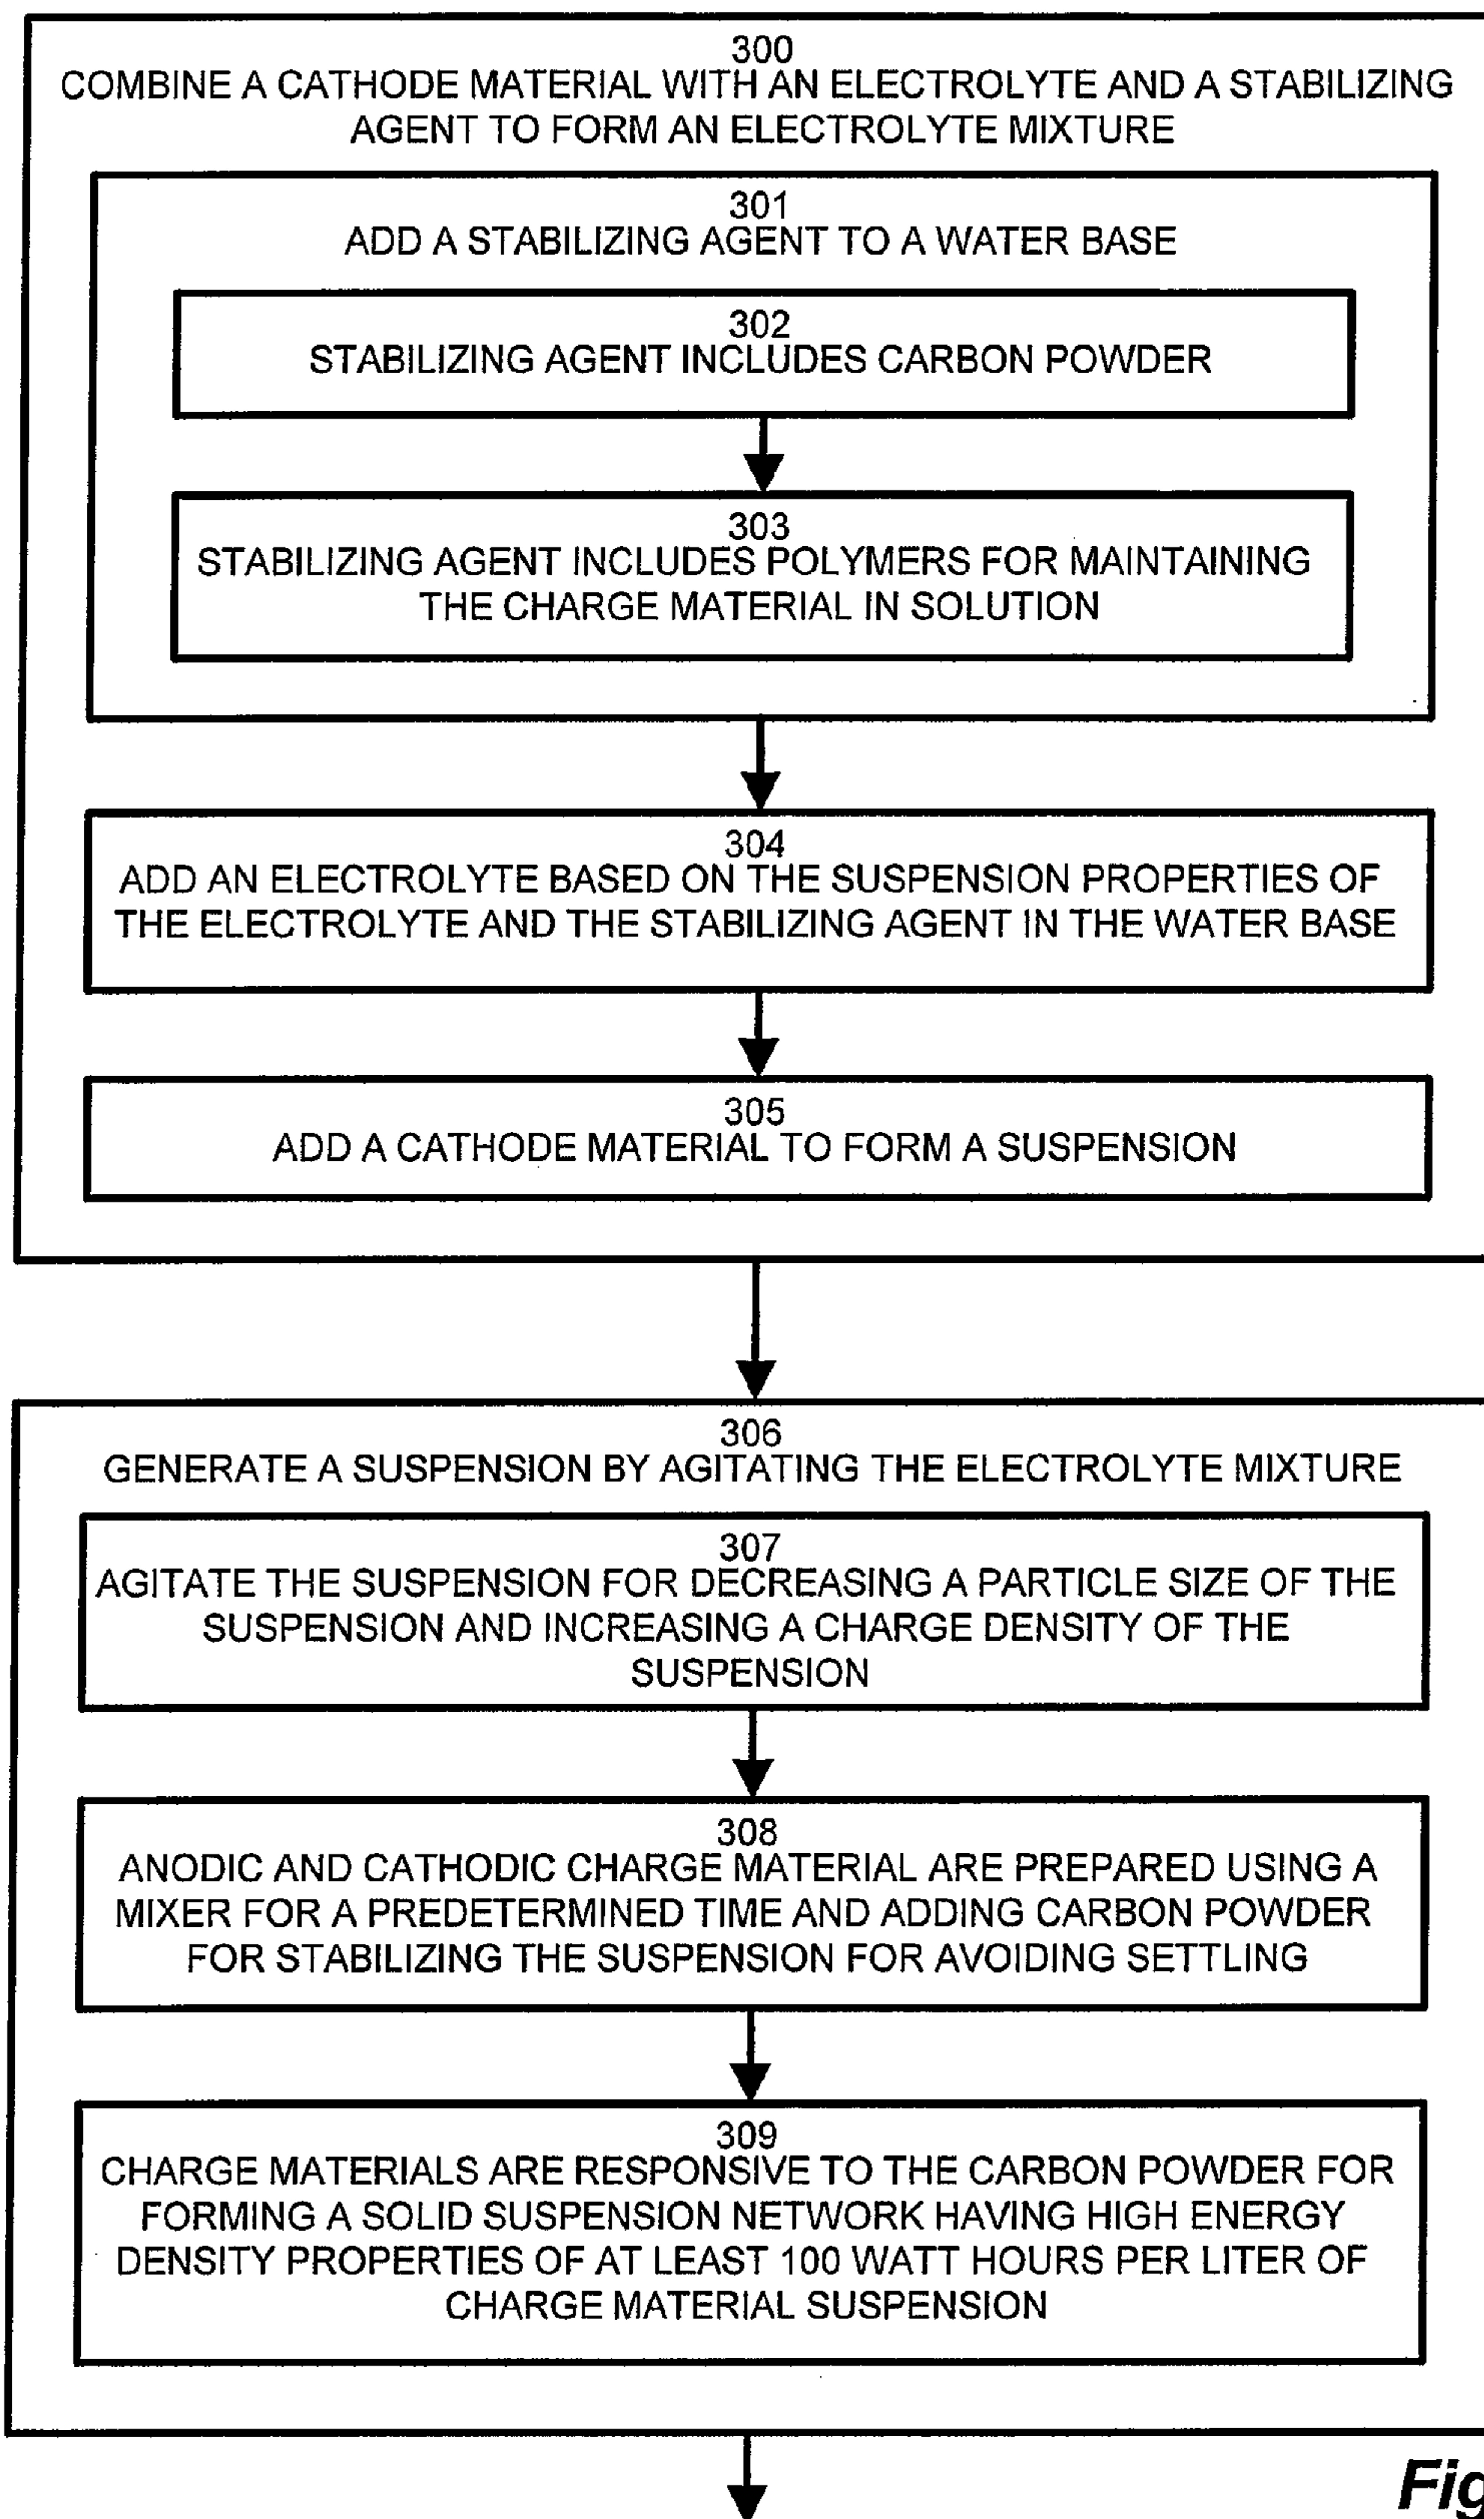 300
COMBINE A CATHODE MATERIAL WITH AN ELECTROLYTE AND A STABILIZING
AGENT TO FORM AN ELECTROLYTE MIXTURE
301
ADD A STABILIZING AGENT TO A WATER BASE
302
STABILIZING AGENT INCLUDES CARBON POWDER
303
STABILIZING AGENT INCLUDES POLYMERS FOR MAINTAINING
THE CHARGE MATERIAL IN SOLUTION
304
ADD AN ELECTROLYTE BASED ON THE SUSPENSION PROPERTIES OF
THE ELECTROLYTE AND THE STABILIZING AGENT IN THE WATER BASE
305
ADD A CATHODE MATERIAL TO FORM A SUSPENSION
306
GENERATE A SUSPENSION BY AGITATING THE ELECTROLYTE MIXTURE
307
AGITATE THE SUSPENSION FOR DECREASING A PARTICLE SIZE OF THE
SUSPENSION AND INCREASING A CHARGE DENSITY OF THE
SUSPENSION
308
ANODIC AND CATHODIC CHARGE MATERIAL ARE PREPARED USING A
MIXER FOR A PREDETERMINED TIME AND ADDING CARBON POWDER
FOR STABILIZING THE SUSPENSION FOR AVOIDING SETTLING
309
CHARGE MATERIALS ARE RESPONSIVE TO THE CARBON POWDER FOR
FORMING A SOLID SUSPENSION NETWORK HAVING HIGH ENERGY
DENSITY PROPERTIES OF AT LEAST 100 WATT HOURS PER LITER OF
CHARGE MATERIAL SUSPENSION
Fig